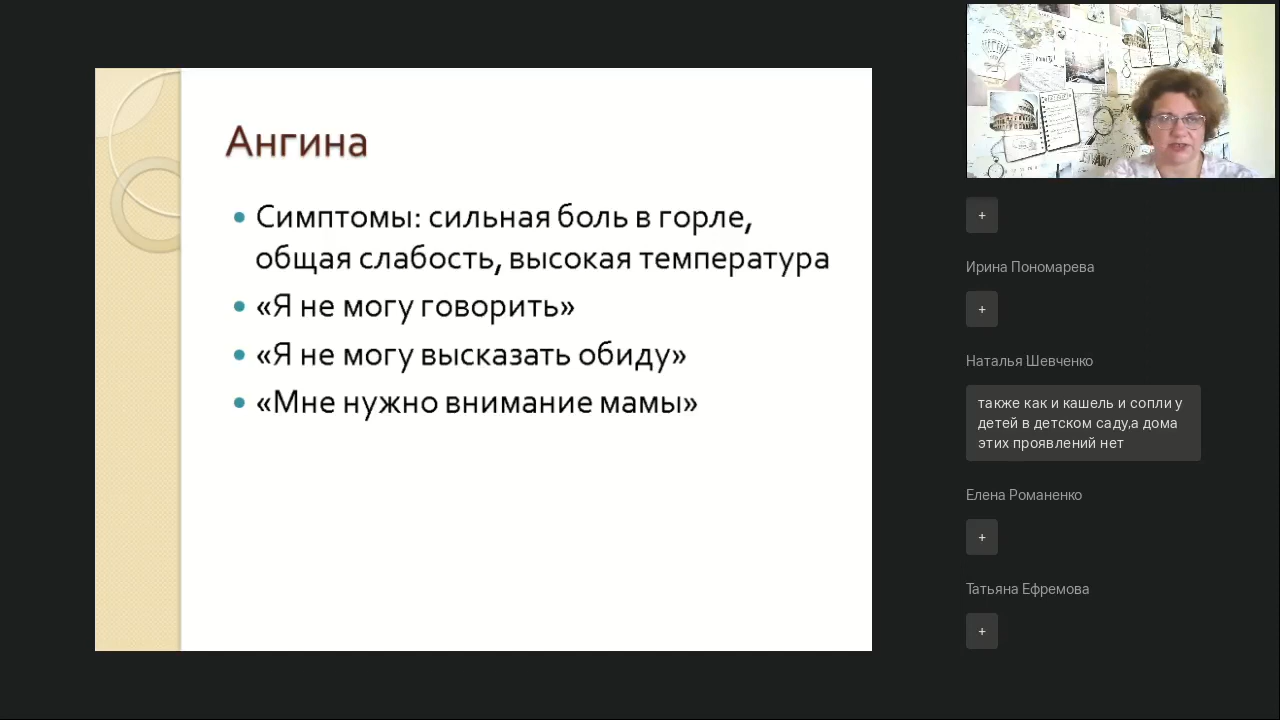 Ангина
• Симптомы: сильная боль в горле,
общая слабость, высокая температура
• «Я не могу говорить»
• «Я не могу высказать обиду»
• «Мне нужно внимание мамы»
+
Ирина Пономарева
+
Наталья Шевченко
также как и кашель и сопли у
детей в детском саду,а дома
этих проявлений нет
Елена Романенко
+
Татьяна Ефремова
+